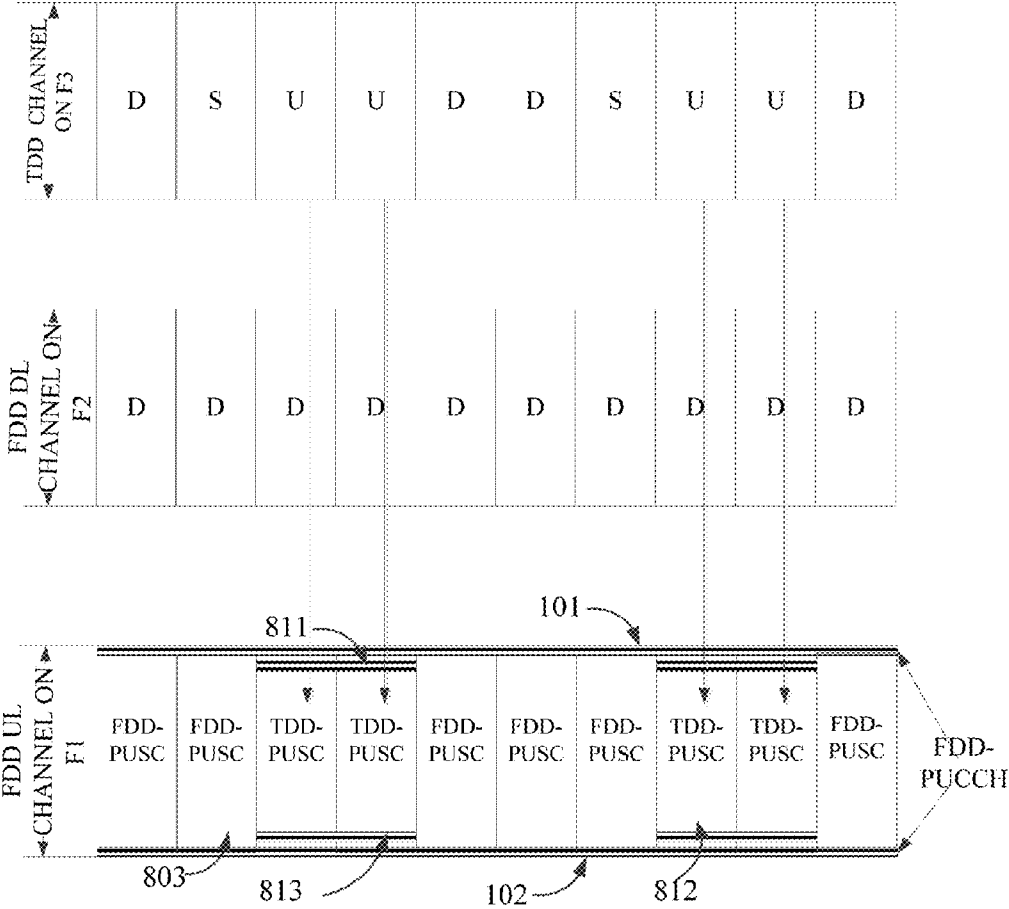 TDD CHANNEL
ON F3
D S U U D D S U U D
FDD DL
CHANNEL ON
F2
D D D D D D D D D D
101
811
FDD UL
CHANNEL ON
F1
FDD-PUSC FDD-PUSC TDD-PUSC TDD-PUSC FDD-PUSC FDD-PUSC FDD-PUSC TDD-PUSC TDD-PUSC FDD-PUSC
FDD-
PUCCH
803
813
102
812